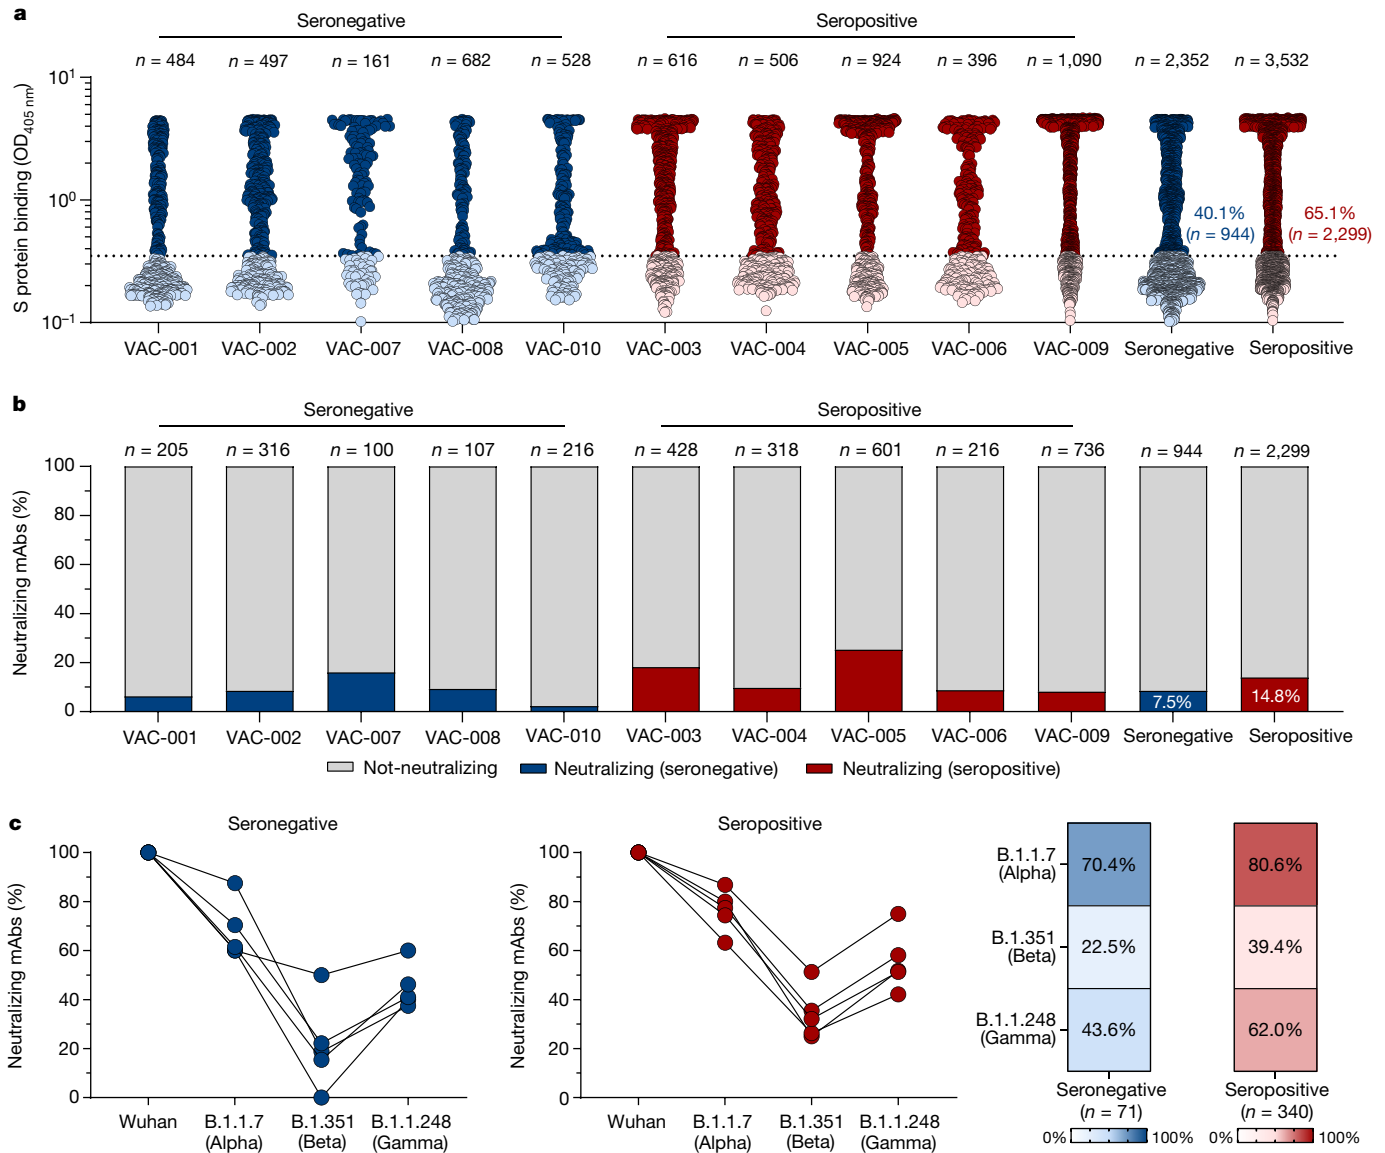 a
Seronegative
Seropositive
n = 484 n = 497 n = 161 n = 682 n = 528 n = 616 n = 506 n = 924 n = 396 n = 1,090 n = 2,352 n = 3,532
S protein binding (OD405 nm)
10¹
10⁰
10⁻¹
40.1%
(n = 944)
65.1%
(n = 2,299)
VAC-001 VAC-002 VAC-007 VAC-008 VAC-010 VAC-003 VAC-004 VAC-005 VAC-006 VAC-009 Seronegative Seropositive
b
Seronegative
Seropositive
n = 205 n = 316 n = 100 n = 107 n = 216 n = 428 n = 318 n = 601 n = 216 n = 736 n = 944 n = 2,299
Neutralizing mAbs (%)
100
80
60
40
20
0
7.5%
14.8%
VAC-001 VAC-002 VAC-007 VAC-008 VAC-010 VAC-003 VAC-004 VAC-005 VAC-006 VAC-009 Seronegative Seropositive
Not-neutralizing Neutralizing (seronegative) Neutralizing (seropositive)
c
Seronegative
Neutralizing mAbs (%)
100
80
60
40
20
0
Wuhan B.1.1.7 B.1.351 B.1.1.248
(Alpha) (Beta) (Gamma)
Seropositive
Neutralizing mAbs (%)
100
80
60
40
20
0
Wuhan B.1.1.7 B.1.351 B.1.1.248
(Alpha) (Beta) (Gamma)
B.1.1.7
(Alpha)
70.4% 80.6%
B.1.351
(Beta)
22.5% 39.4%
B.1.1.248
(Gamma)
43.6% 62.0%
Seronegative Seropositive
(n = 71) (n = 340)
0% 100% 0% 100%